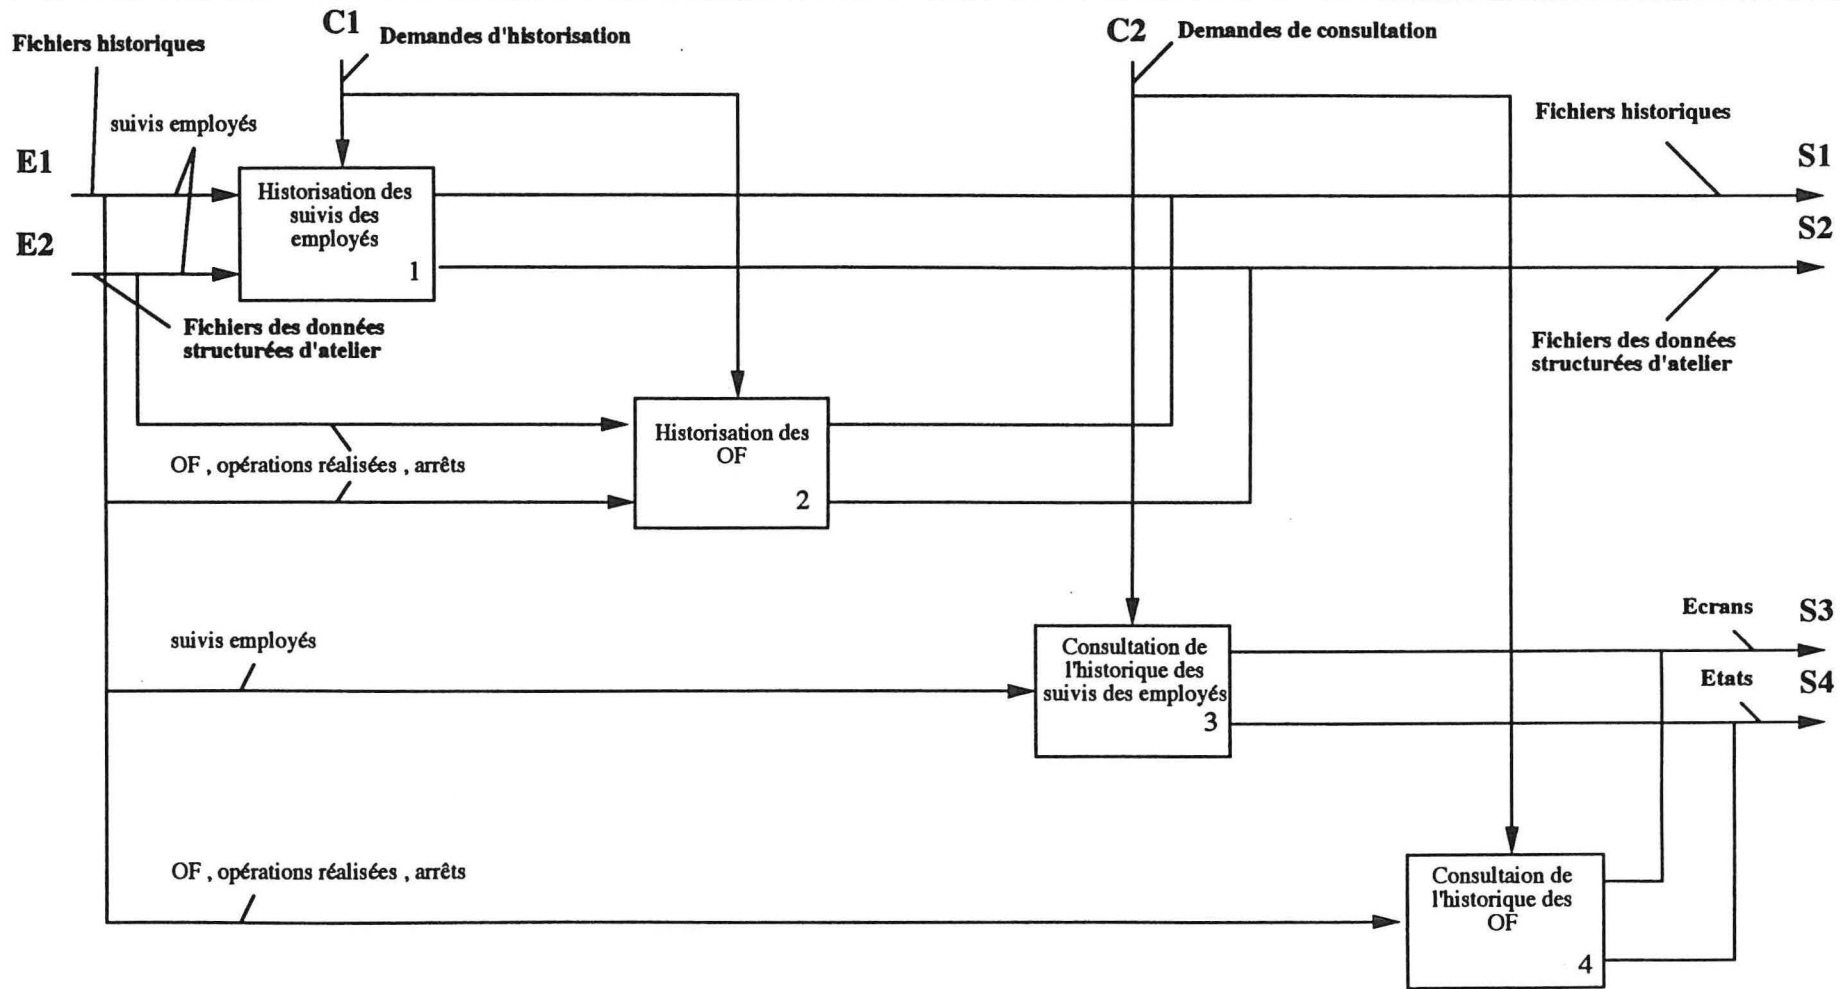 C1
Demandes d'historisation
C2
Demandes de consultation
Fichiers historiques
suivis employés
Fichiers historiques
E1
S1
Historisation des
suivis des
employés
1
E2
S2
Fichiers des données
structurées d'atelier
Fichiers des données
structurées d'atelier
Historisation des
OF
2
OF , opérations réalisées , arrêts
Ecrans
S3
suivis employés
Consultation de
l'historique des
suivis des employés
3
Etats
S4
OF , opérations réalisées , arrêts
Consultaion de
l'historique des
OF
4